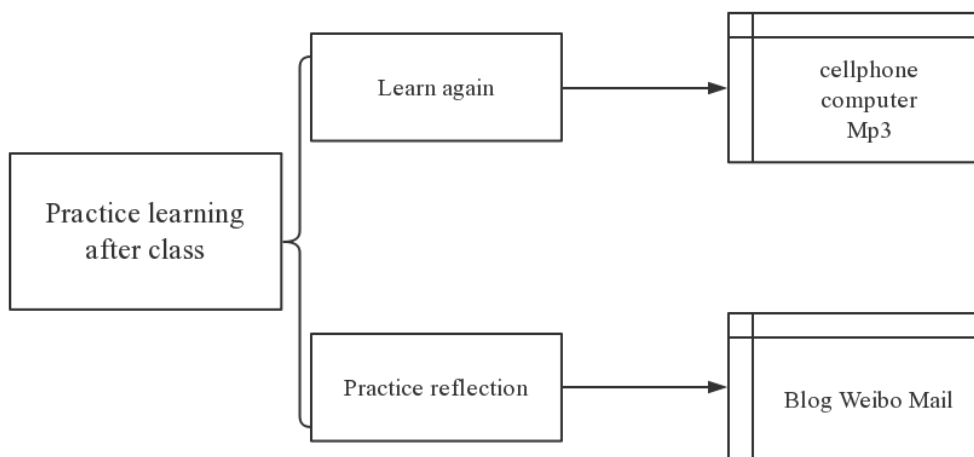 Learn again
cellphone
computer
Mp3
Practice learning
after class
Practice reflection
Blog Weibo Mail